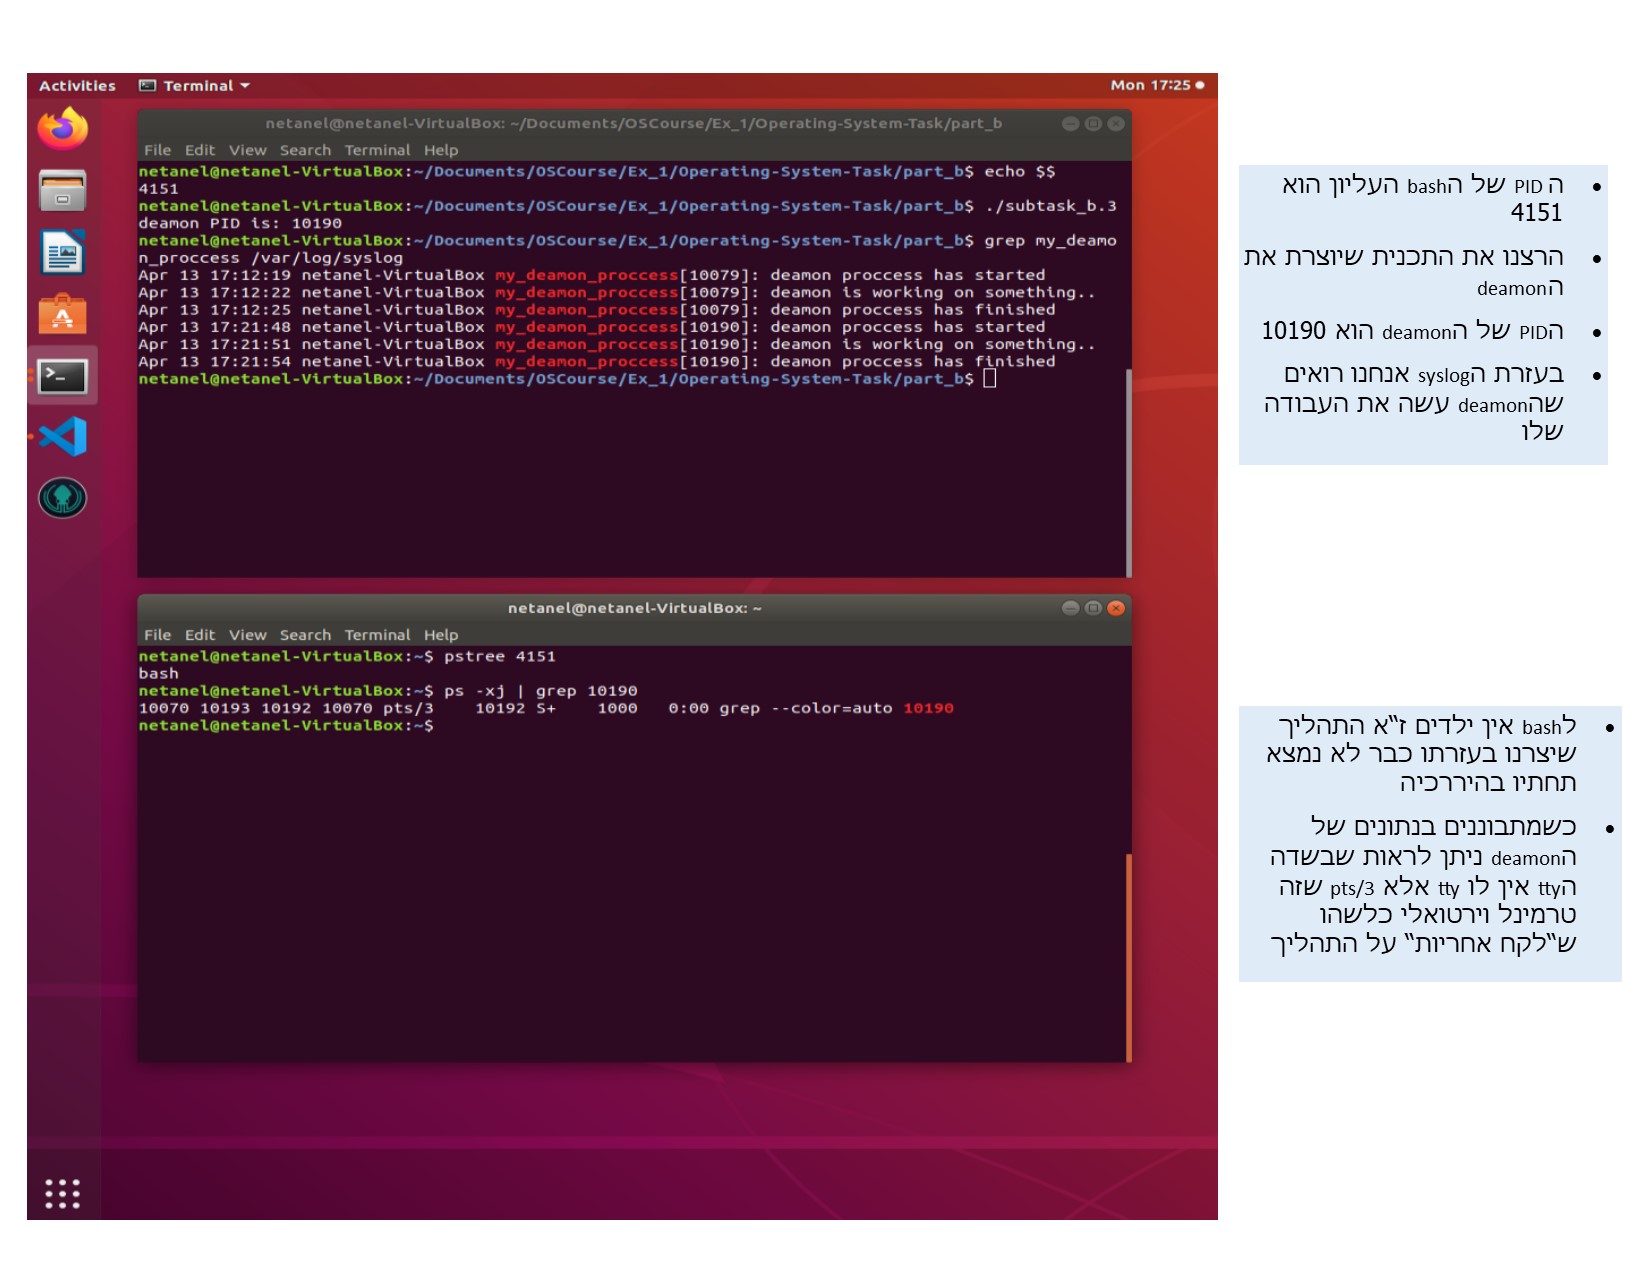 Activities
Terminal
Mon 17:25
netanel@netanel-VirtualBox: ~/Documents/OSCourse/Ex_1/Operating-System-Task/part_b
File Edit View Search Terminal Help
netanel@netanel-VirtualBox:~/Documents/OSCourse/Ex_1/Operating-System-Task/part_b$ echo $$
4151
netanel@netanel-VirtualBox:~/Documents/OSCourse/Ex_1/Operating-System-Task/part_b$ ./subtask_b.3
deamon PID is: 10190
netanel@netanel-VirtualBox:~/Documents/OSCourse/Ex_1/Operating-System-Task/part_b$ grep my_deamo
n_proccess /var/log/syslog
Apr 13 17:12:19 netanel-VirtualBox my_deamon_proccess[10079]: deamon proccess has started
Apr 13 17:12:22 netanel-VirtualBox my_deamon_proccess[10079]: deamon is working on something..
Apr 13 17:12:25 netanel-VirtualBox my_deamon_proccess[10079]: deamon proccess has finished
Apr 13 17:21:48 netanel-VirtualBox my_deamon_proccess[10190]: deamon proccess has started
Apr 13 17:21:51 netanel-VirtualBox my_deamon_proccess[10190]: deamon is working on something..
Apr 13 17:21:54 netanel-VirtualBox my_deamon_proccess[10190]: deamon proccess has finished
netanel@netanel-VirtualBox:~/Documents/OSCourse/Ex_1/Operating-System-Task/part_b$
netanel@netanel-VirtualBox: ~
File Edit View Search Terminal Help
netanel@netanel-VirtualBox:~$ pstree 4151
bash
netanel@netanel-VirtualBox:~$ ps -xj | grep 10190
10070 10193 10192 10070 pts/3    10192 S+    1000   0:00 grep --color=auto 10190
netanel@netanel-VirtualBox:~$
• ה PID של הbash העליון הוא
4151
• הרצנו את התכנית שיוצרת את
הdeamon
• הPID של הdeamon הוא 10190
• בעזרת הsyslog אנחנו רואים
שהdeamon עשה את העבודה
שלו
• לbash אין ילדים ז"א התהליך
שיצרנו בעזרתו כבר לא נמצא
תחתיו בהיררכיה
• כשמתבוננים בנתונים של
הdeamon ניתן לראות שבשדה
הtty אין לו tty אלא pts/3 שזה
טרמינל וירטואלי כלשהו
ש"לקח אחריות" על התהליך